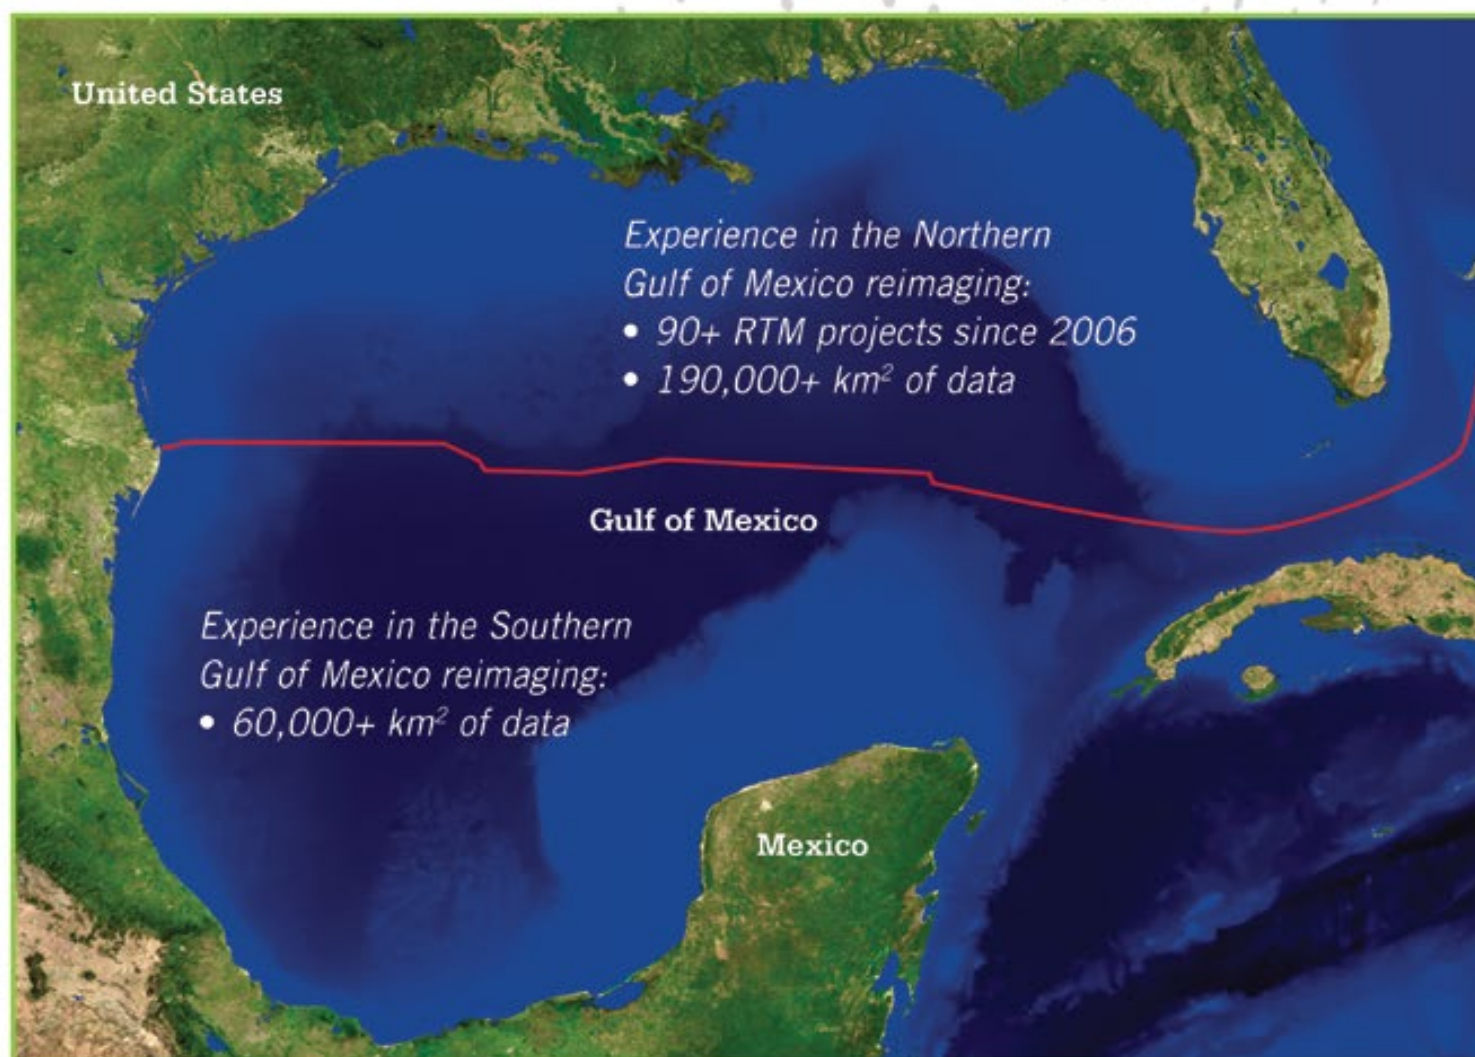 United States
Experience in the Northern
Gulf of Mexico reimaging:
• 90+ RTM projects since 2006
• 190,000+ km² of data
Gulf of Mexico
Experience in the Southern
Gulf of Mexico reimaging:
• 60,000+ km² of data
Mexico